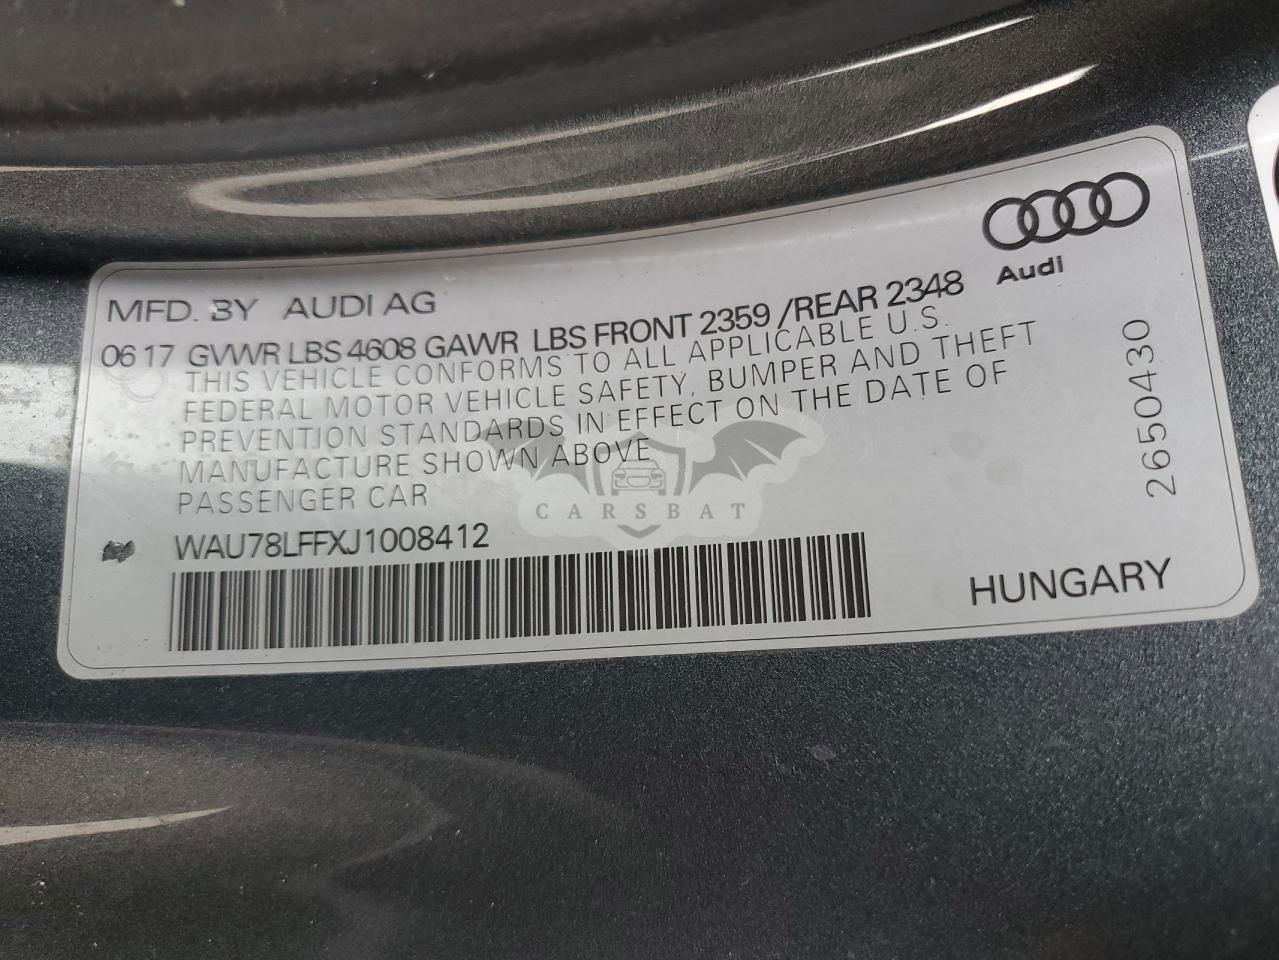 Audi
MFD. BY AUDI AG
06 17 GVWR LBS 4608 GAWR LBS FRONT 2359 /REAR 2348
THIS VEHICLE CONFORMS TO ALL APPLICABLE U.S.
FEDERAL MOTOR VEHICLE SAFETY, BUMPER AND THEFT
PREVENTION STANDARDS IN EFFECT ON THE DATE OF
MANUFACTURE SHOWN ABOVE
PASSENGER CAR
CARSBAT
WAU78LFFXJ1008412
HUNGARY
2650430